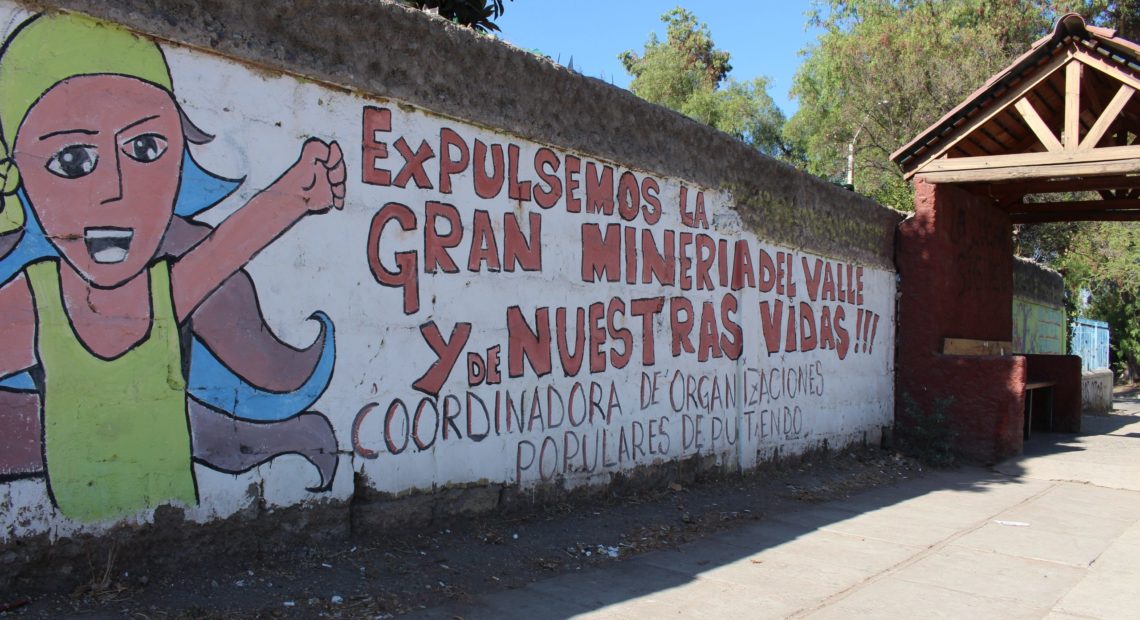 EXPULSEMOS LA
GRAN MINERIA DEL VALLE
Y DE NUESTRAS VIDAS!!!
COORDINADORA DE ORGANIZACIONES
POPULARES DE PUTAENDO